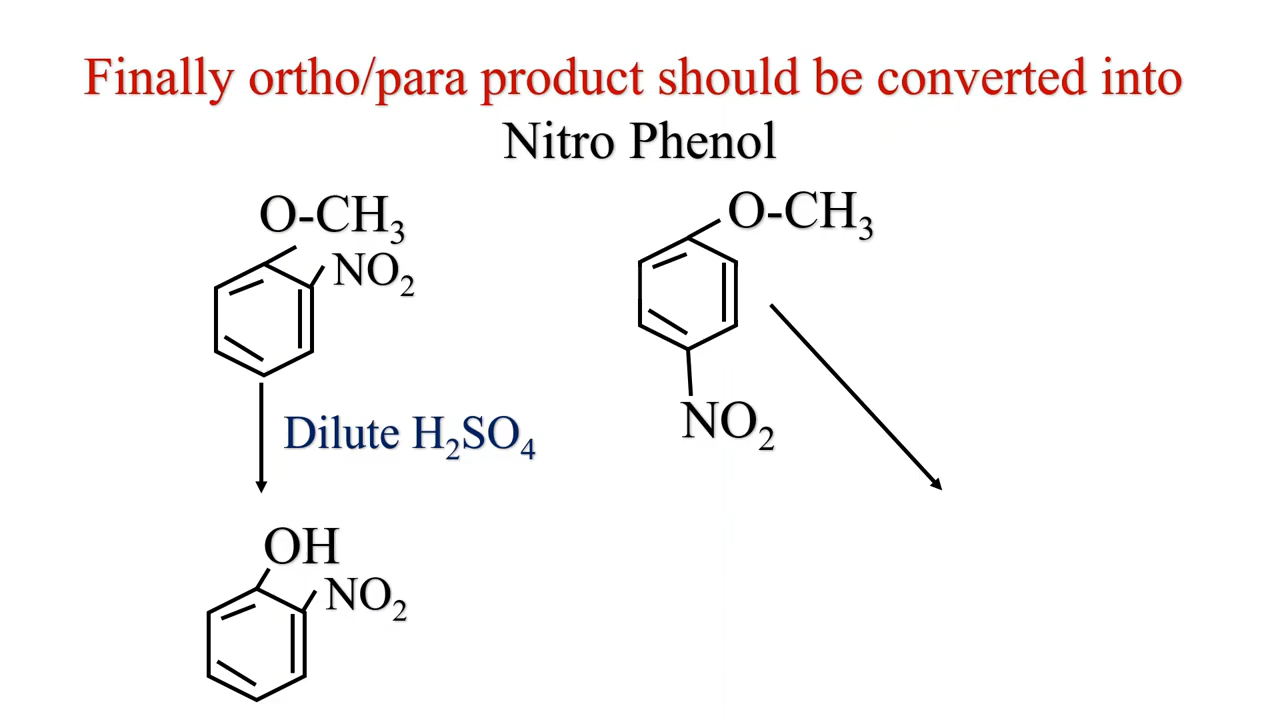 Finally ortho/para product should be converted into
Nitro Phenol
O-CH₃
NO₂
O-CH₃
NO₂
Dilute H₂SO₄
OH
NO₂